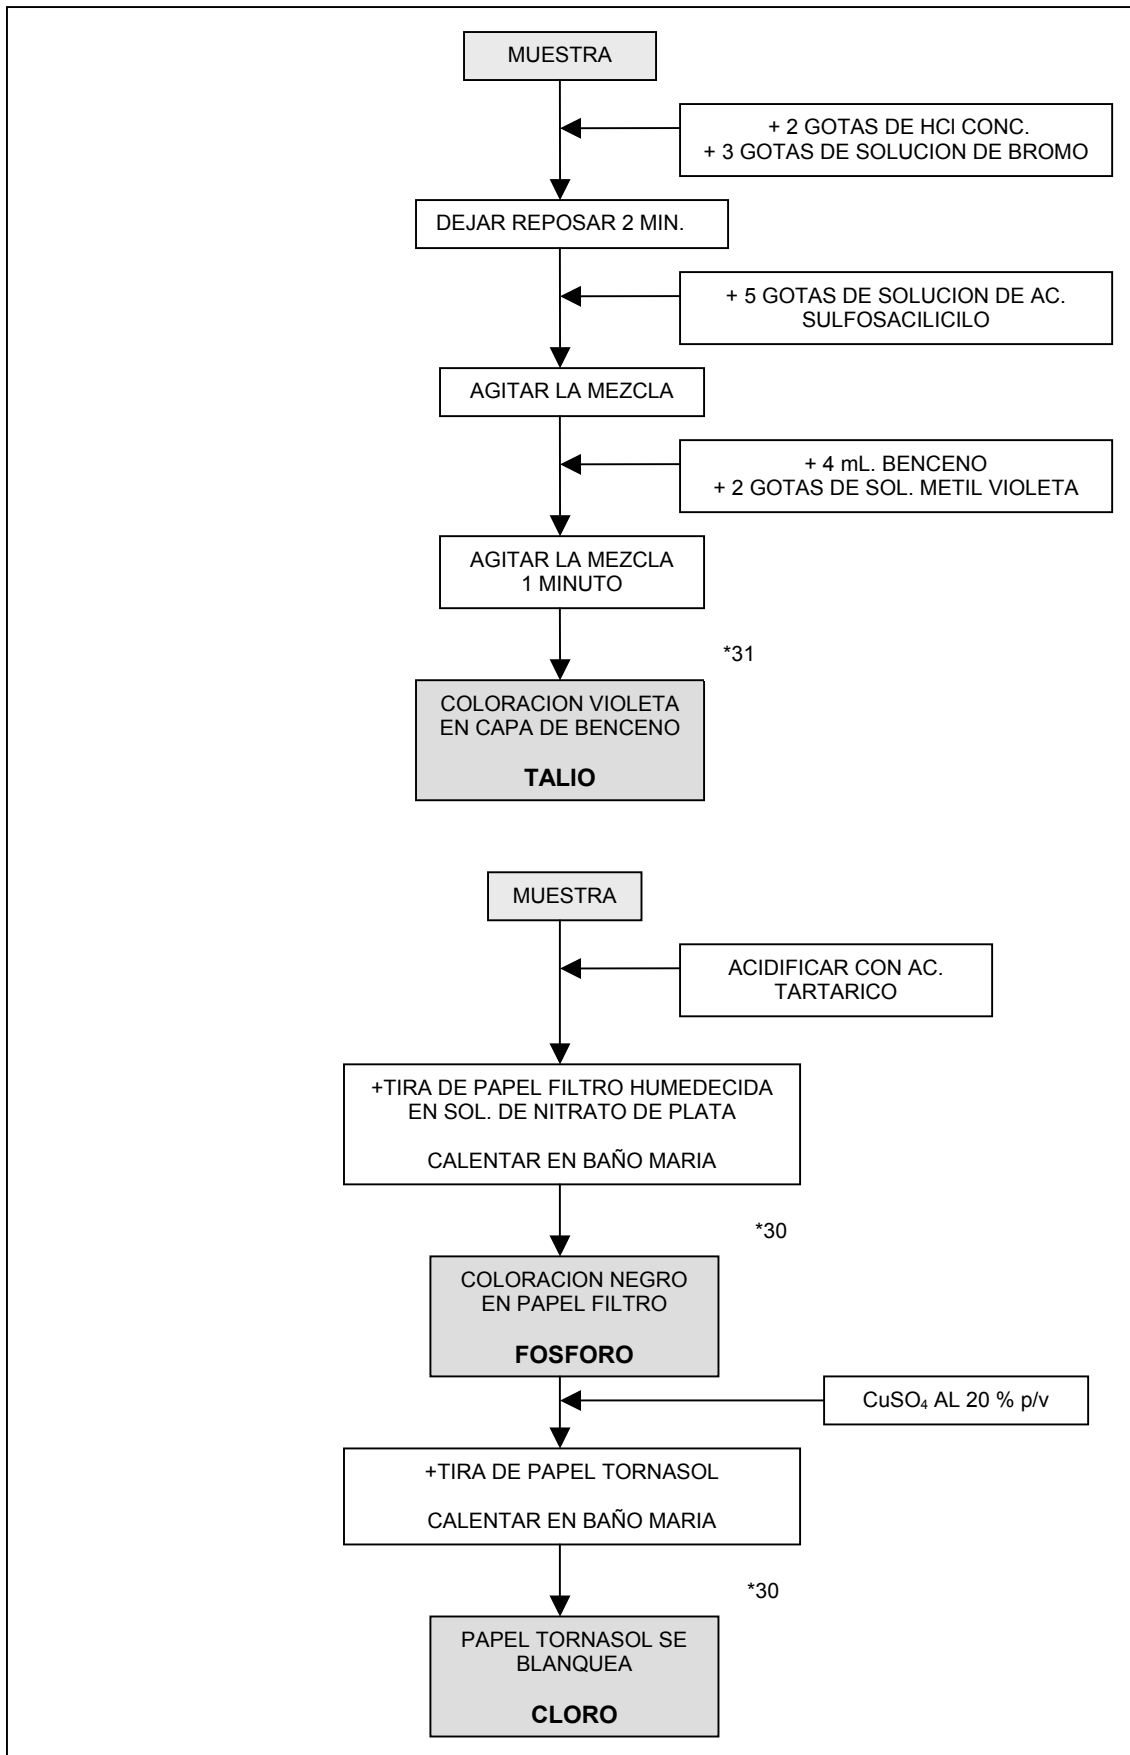 MUESTRA
+ 2 GOTAS DE HCl CONC.
+ 3 GOTAS DE SOLUCION DE BROMO
DEJAR REPOSAR 2 MIN.
+ 5 GOTAS DE SOLUCION DE AC.
SULFOSACILICILO
AGITAR LA MEZCLA
+ 4 mL. BENCENO
+ 2 GOTAS DE SOL. METIL VIOLETA
AGITAR LA MEZCLA
1 MINUTO
*31
COLORACION VIOLETA
EN CAPA DE BENCENO
TALIO
MUESTRA
ACIDIFICAR CON AC.
TARTARICO
+TIRA DE PAPEL FILTRO HUMEDECIDA
EN SOL. DE NITRATO DE PLATA
CALENTAR EN BAÑO MARIA
*30
COLORACION NEGRO
EN PAPEL FILTRO
FOSFORO
CuSO₄ AL 20 % p/v
+TIRA DE PAPEL TORNASOL
CALENTAR EN BAÑO MARIA
*30
PAPEL TORNASOL SE
BLANQUEA
CLORO